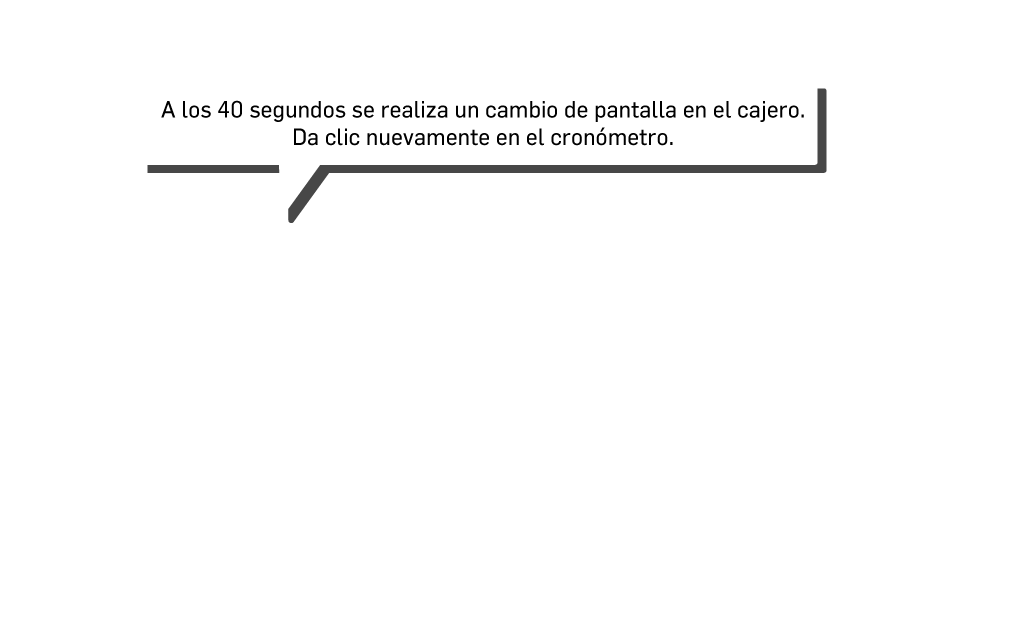 A los 40 segundos se realiza un cambio de pantalla en el cajero.
Da clic nuevamente en el cronómetro.